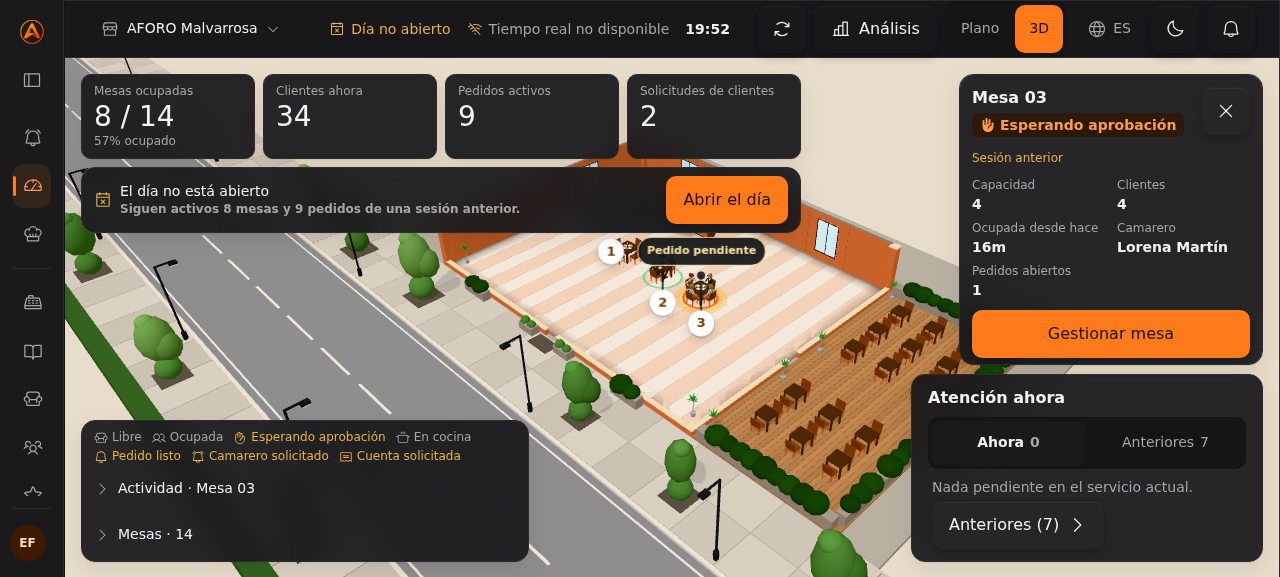 AFORO Malvarrosa
Día no abierto
Tiempo real no disponible
19:52
Análisis
Plano
3D
ES
Mesas ocupadas
8 / 14
57% ocupado
Clientes ahora
34
Pedidos activos
9
Solicitudes de clientes
2
El día no está abierto
Siguen activos 8 mesas y 9 pedidos de una sesión anterior.
Abrir el día
Mesa 03
Esperando aprobación
Sesión anterior
Capacidad
4
Clientes
4
Ocupada desde hace
16m
Camarero
Lorena Martín
Pedidos abiertos
1
Gestionar mesa
1
Pedido pendiente
2
3
Atención ahora
Ahora 0
Anteriores 7
Nada pendiente en el servicio actual.
Anteriores (7)
Libre
Ocupada
Esperando aprobación
En cocina
Pedido listo
Camarero solicitado
Cuenta solicitada
Actividad · Mesa 03
Mesas · 14
EF